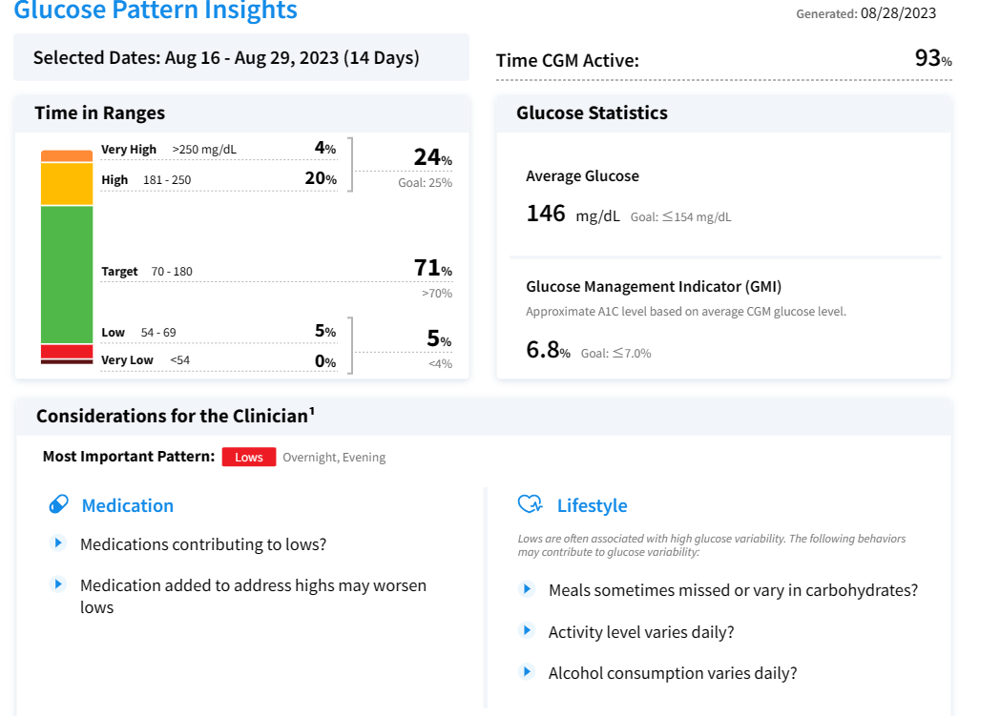 Glucose Pattern Insights
Generated: 08/28/2023
Selected Dates: Aug 16 - Aug 29, 2023 (14 Days)
Time CGM Active: 93%
Time in Ranges
Very High >250 mg/dL 4%
High 181 - 250 20%
24%
Goal: 25%
Target 70 - 180 71%
>70%
Low 54 - 69 5%
Very Low <54 0%
5%
<4%
Glucose Statistics
Average Glucose
146 mg/dL Goal: ≤154 mg/dL
Glucose Management Indicator (GMI)
Approximate A1C level based on average CGM glucose level.
6.8% Goal: ≤7.0%
Considerations for the Clinician¹
Most Important Pattern: Lows Overnight, Evening
Medication
Medications contributing to lows?
Medication added to address highs may worsen
lows
Lifestyle
Lows are often associated with high glucose variability. The following behaviors
may contribute to glucose variability:
Meals sometimes missed or vary in carbohydrates?
Activity level varies daily?
Alcohol consumption varies daily?